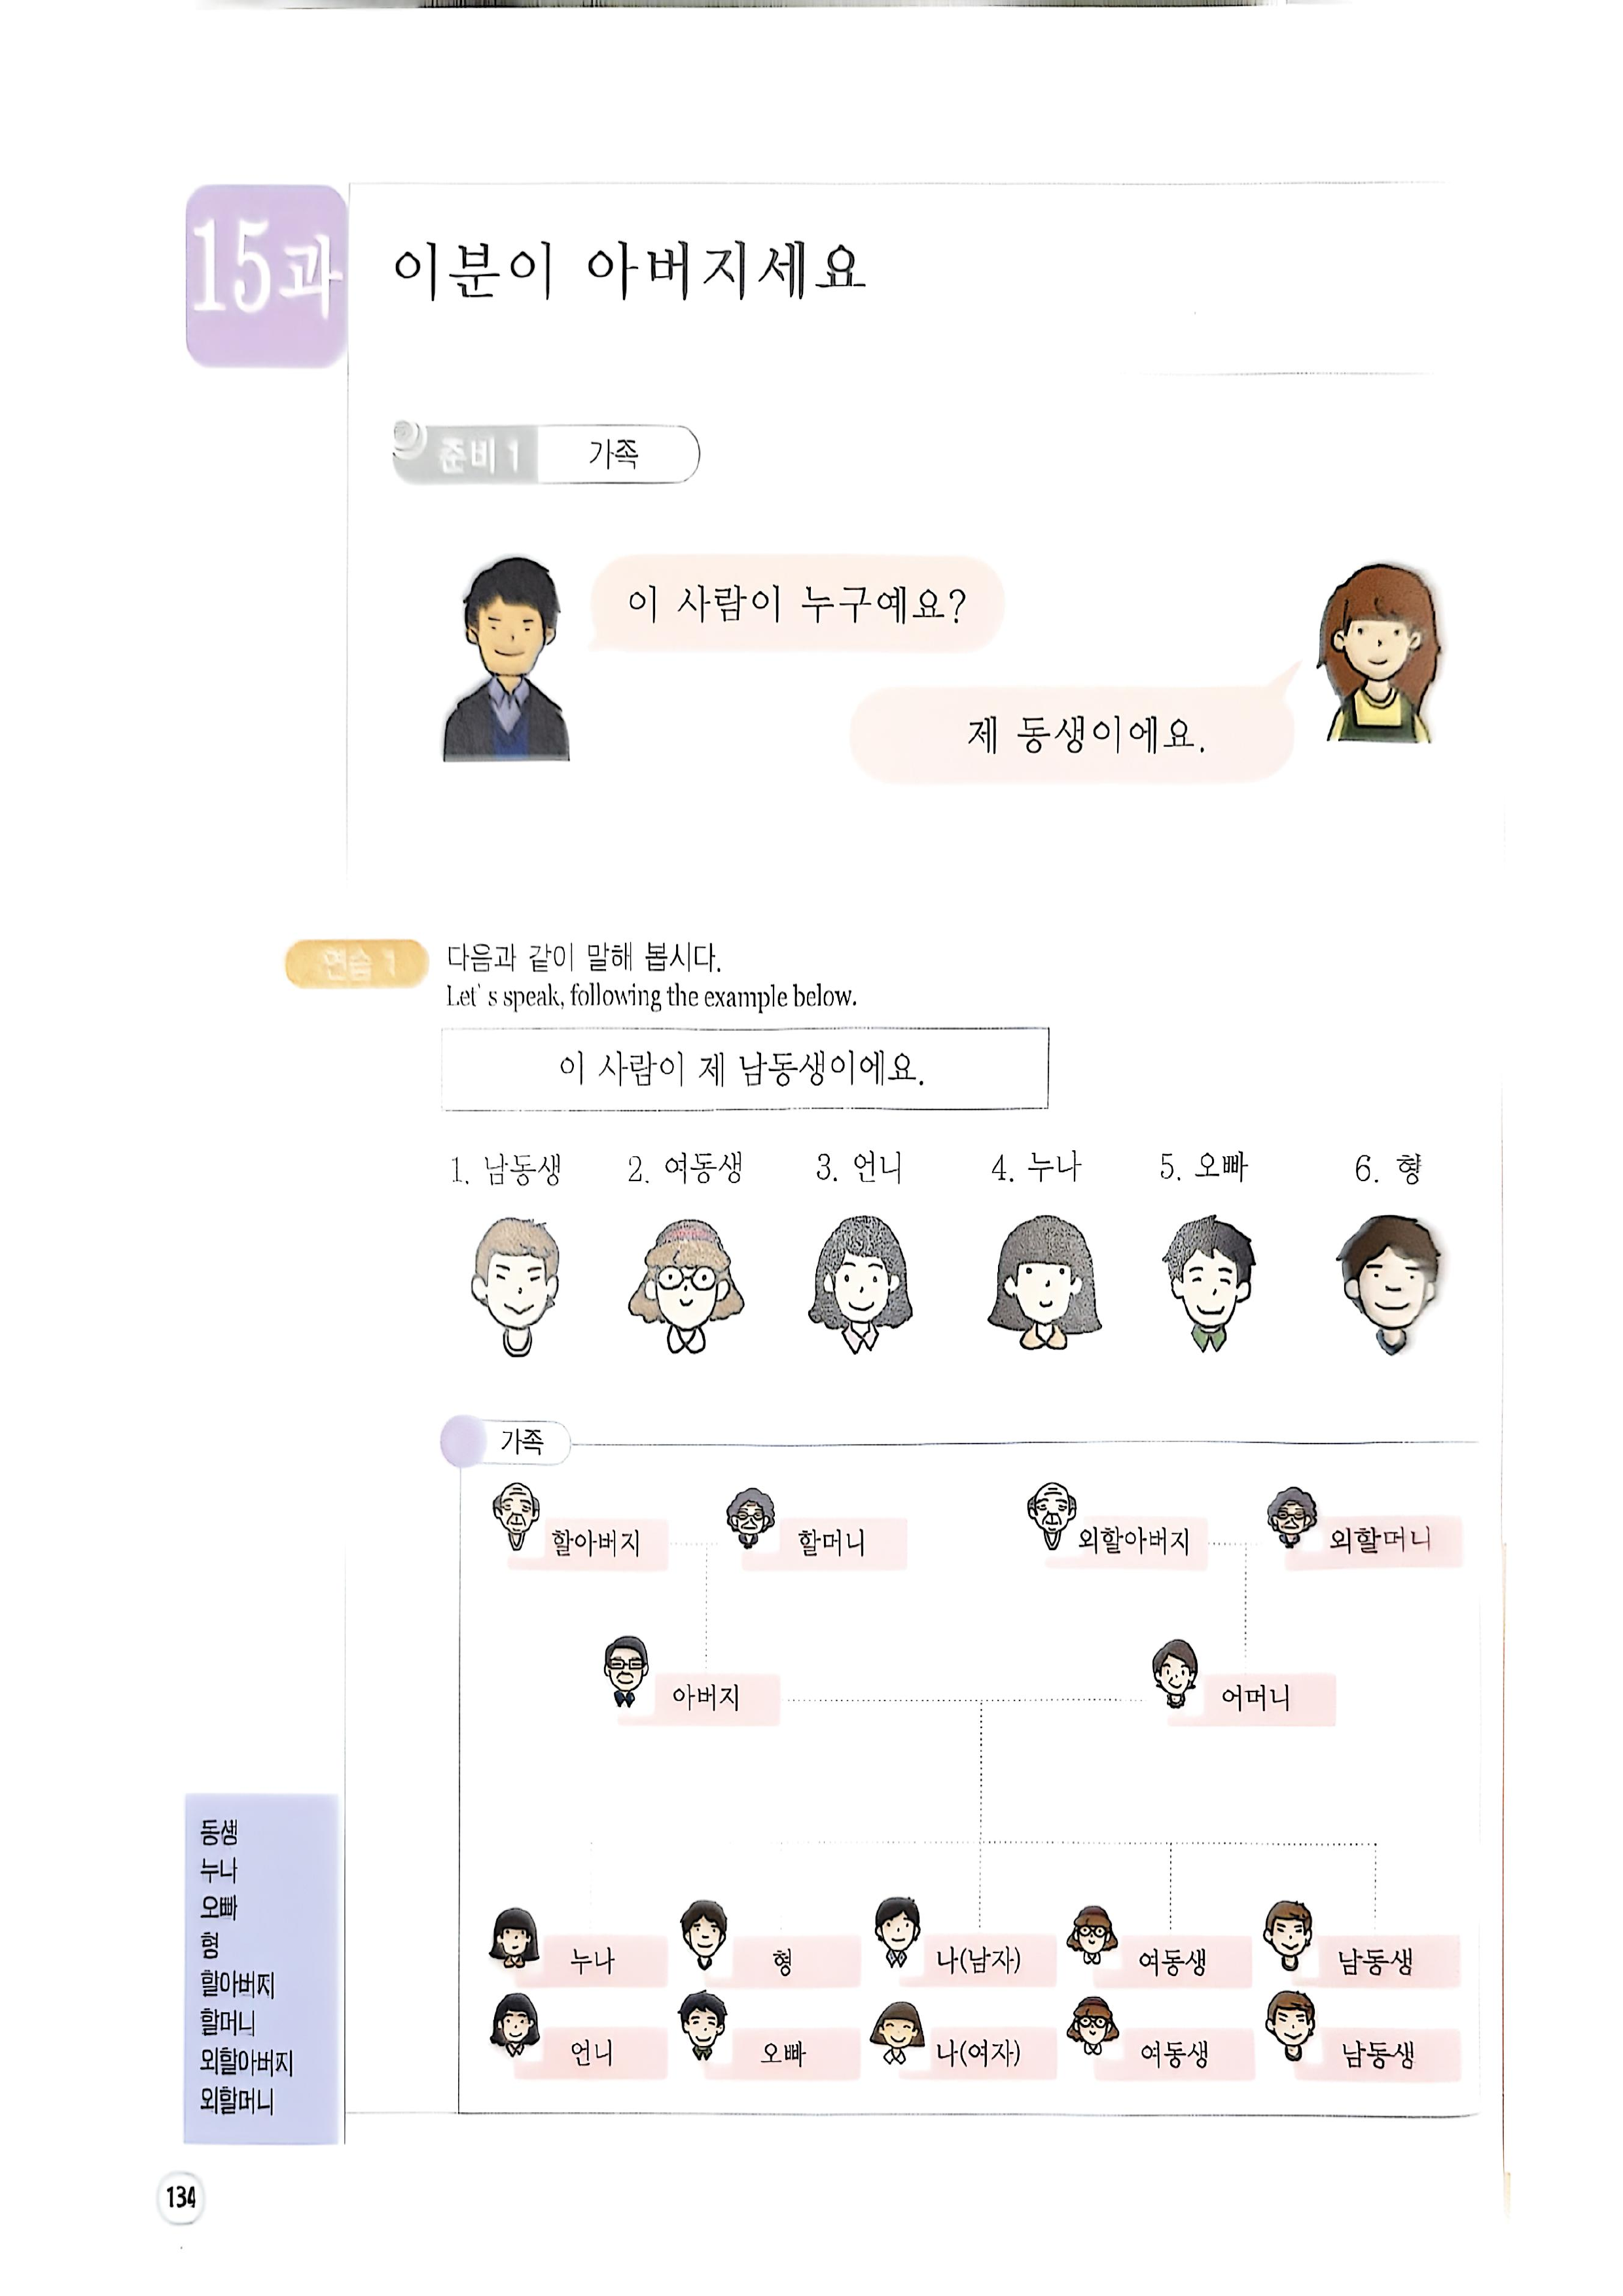 15과
이분이 아버지세요
준비 1 가족
이 사람이 누구예요?
제 동생이에요.
연습 1 다음과 같이 말해 봅시다.
Let's speak, following the example below.
이 사람이 제 남동생이에요.
1. 남동생 2. 여동생 3. 언니 4. 누나 5. 오빠 6. 형
가족
할아버지 할머니 외할아버지 외할머니
아버지 어머니
누나 형 나(남자) 여동생 남동생
언니 오빠 나(여자) 여동생 남동생
동생
누나
오빠
형
할아버지
할머니
외할아버지
외할머니
134